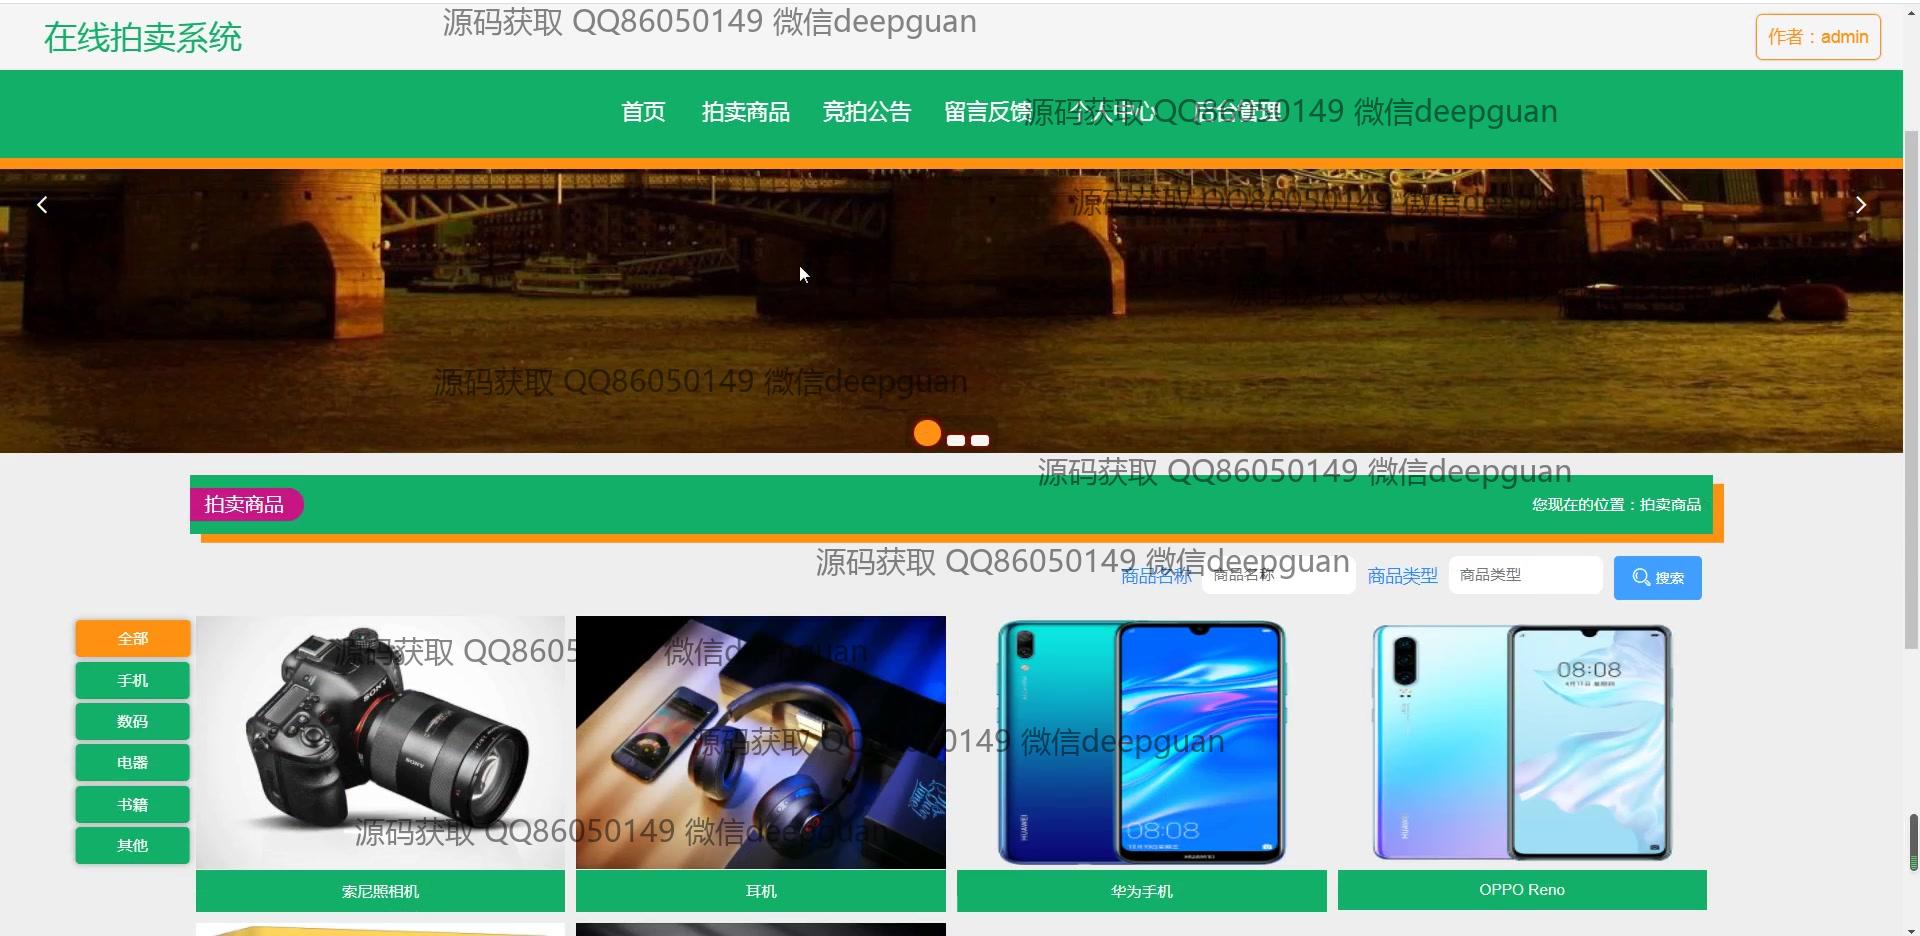 在线拍卖系统
源码获取 QQ86050149 微信deepguan
作者：admin
首页 拍卖商品 竞拍公告 留言反馈 个人中心 后台管理
源码获取 QQ86050149 微信deepguan
源码获取 QQ86050149 微信deepguan
源码获取 QQ86050149 微信deepguan
源码获取 QQ86050149 微信deepguan
拍卖商品
您现在的位置：拍卖商品
源码获取 QQ86050149 微信deepguan
商品名称 商品名称 商品类型 商品类型 搜索
全部
手机
数码
电器
书籍
其他
源码获取 QQ8605 微信deepguan
SONY
SONY
源码获取 QQ86050149 微信deepguan
源码获取 QQ86050149 微信deepguan
HUAWEI
08:08
08:08
HUAWEI
索尼照相机
耳机
华为手机
OPPO Reno